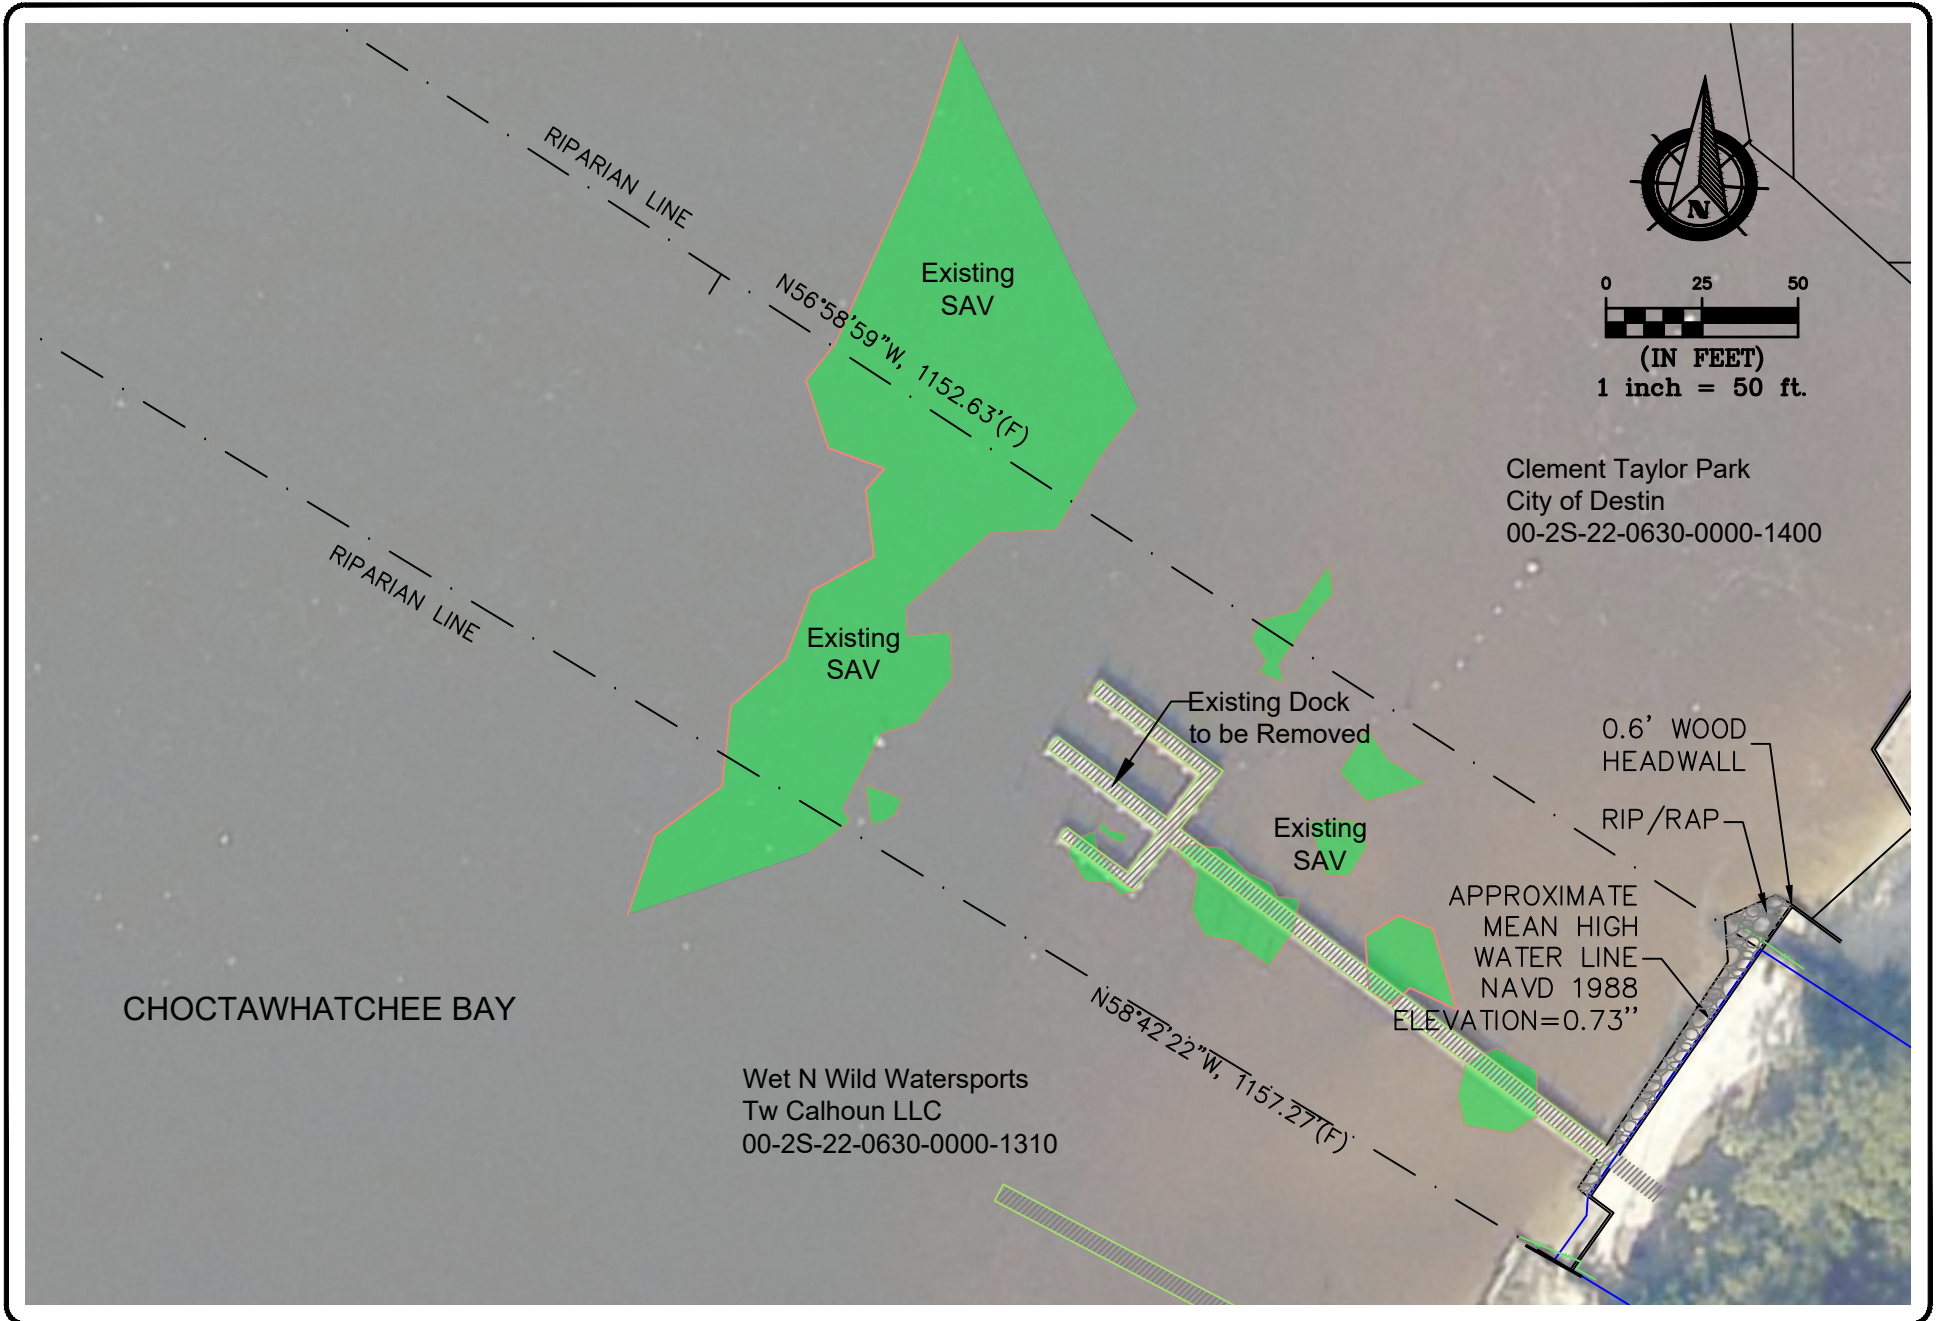 RIPARIAN LINE
N56°58'59"W, 1152.63'(F)
Existing
SAV
N
0 25 50
(IN FEET)
1 inch = 50 ft.
Clement Taylor Park
City of Destin
00-2S-22-0630-0000-1400
RIPARIAN LINE
Existing
SAV
Existing Dock
to be Removed
0.6' WOOD
HEADWALL
RIP/RAP
Existing
SAV
APPROXIMATE
MEAN HIGH
WATER LINE
NAVD 1988
ELEVATION=0.73''
CHOCTAWHATCHEE BAY
N58°42'22"W, 1157.27'(F)
Wet N Wild Watersports
Tw Calhoun LLC
00-2S-22-0630-0000-1310